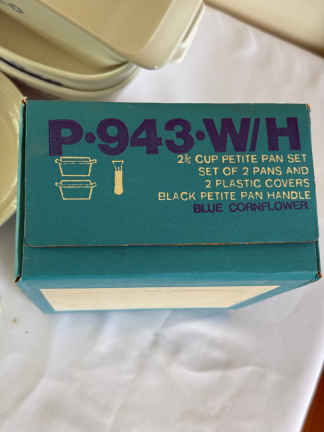 P·943·W/H
2¾ CUP PETITE PAN SET
SET OF 2 PANS AND
2 PLASTIC COVERS
BLACK PETITE PAN HANDLE
BLUE CORNFLOWER